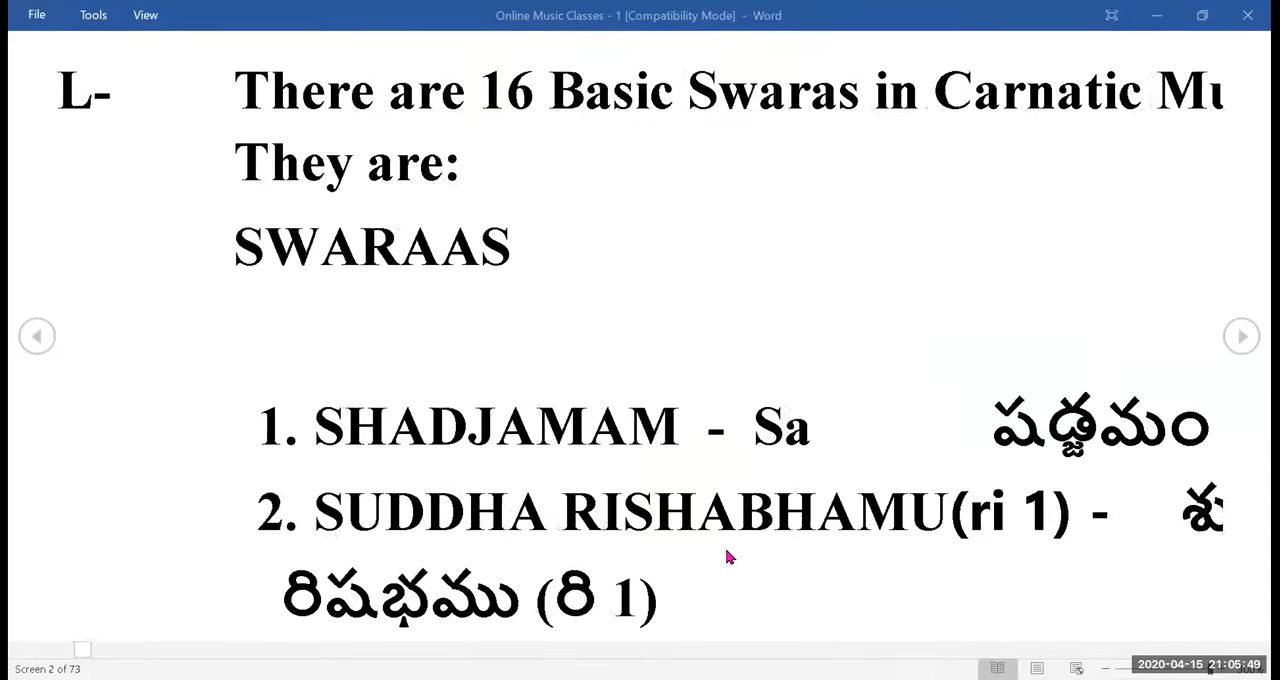 File Tools View Online Music Classes - 1 [Compatibility Mode] - Word
L- There are 16 Basic Swaras in Carnatic Mu
They are:
SWARAAS
1. SHADJAMAM - Sa షడ్జమం
2. SUDDHA RISHABHAMU(ri 1) - శు
రిషభము (రి 1)
Screen 2 of 73 2020-04-15 21:05:49